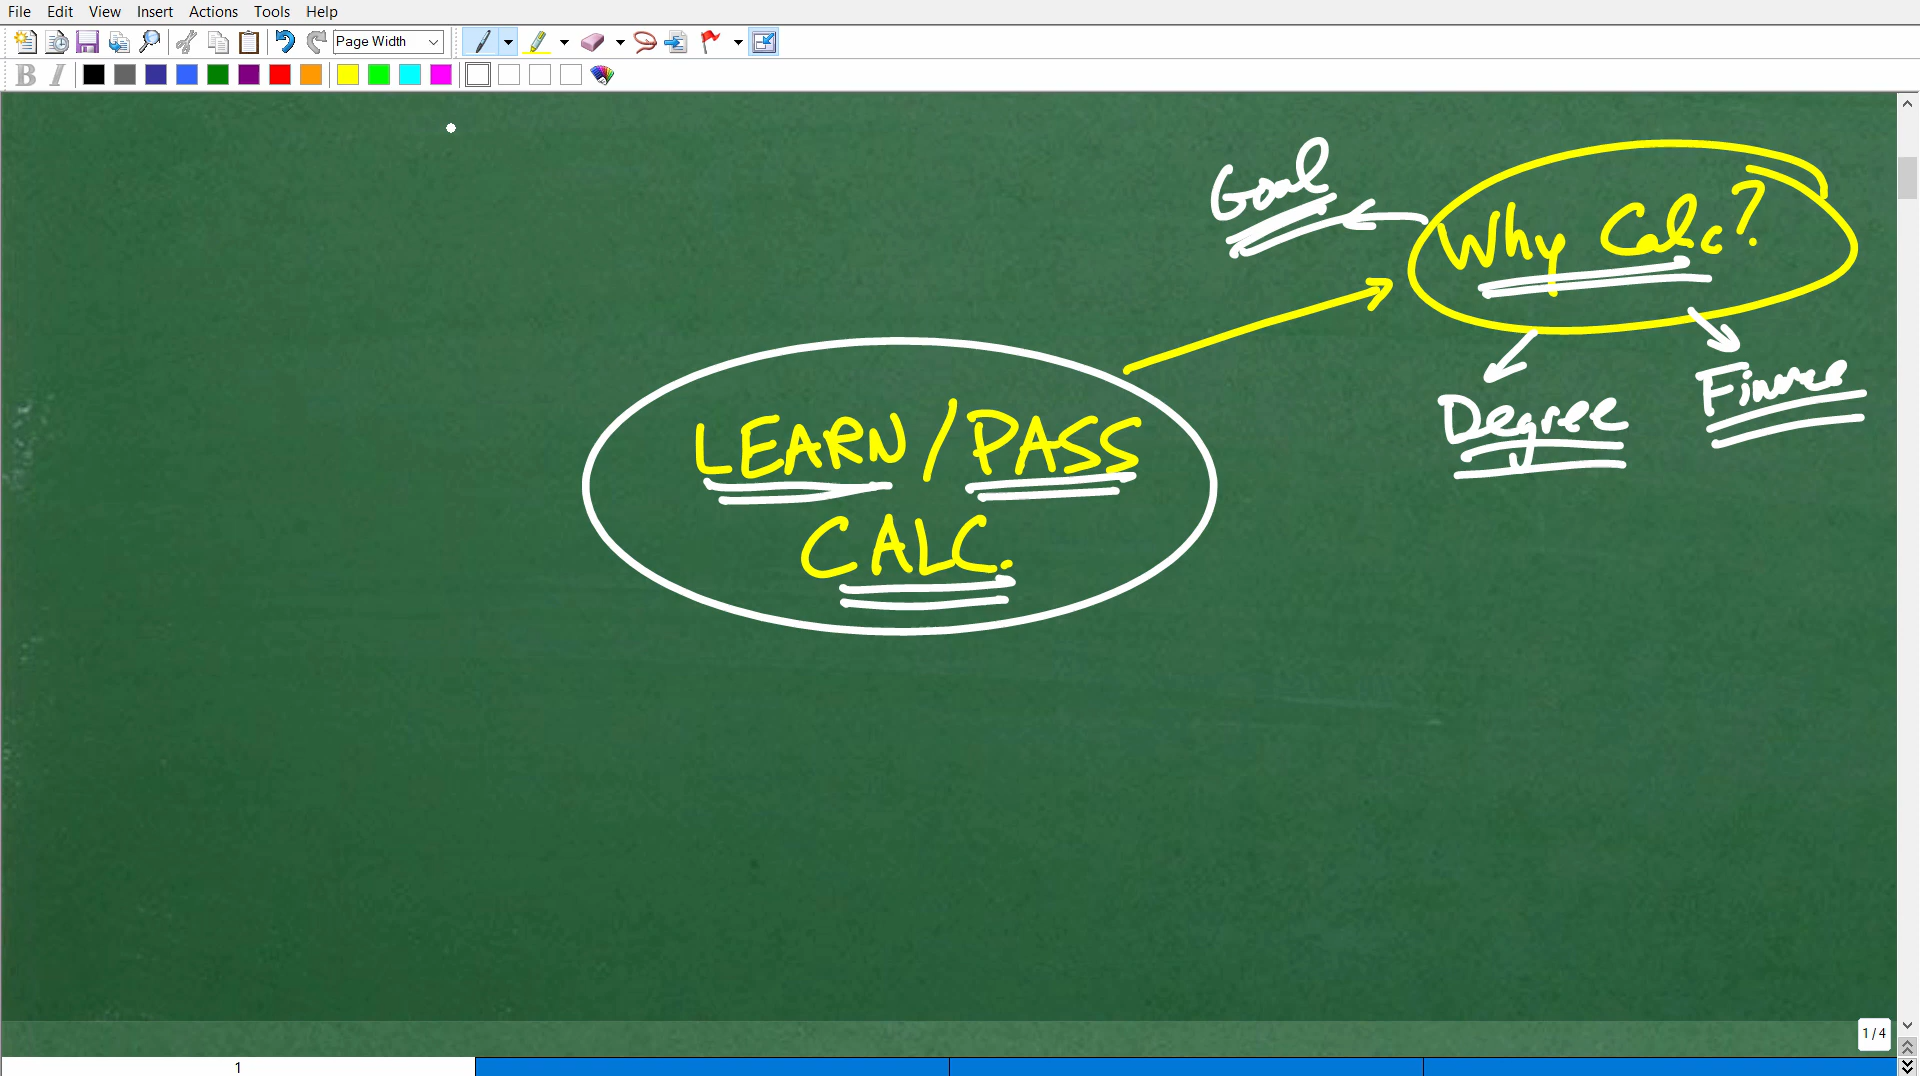 File Edit View Insert Actions Tools Help
Page Width
B I
Goal
Why Calc?
Degree
Finance
LEARN / PASS
CALC.
1 / 4
1